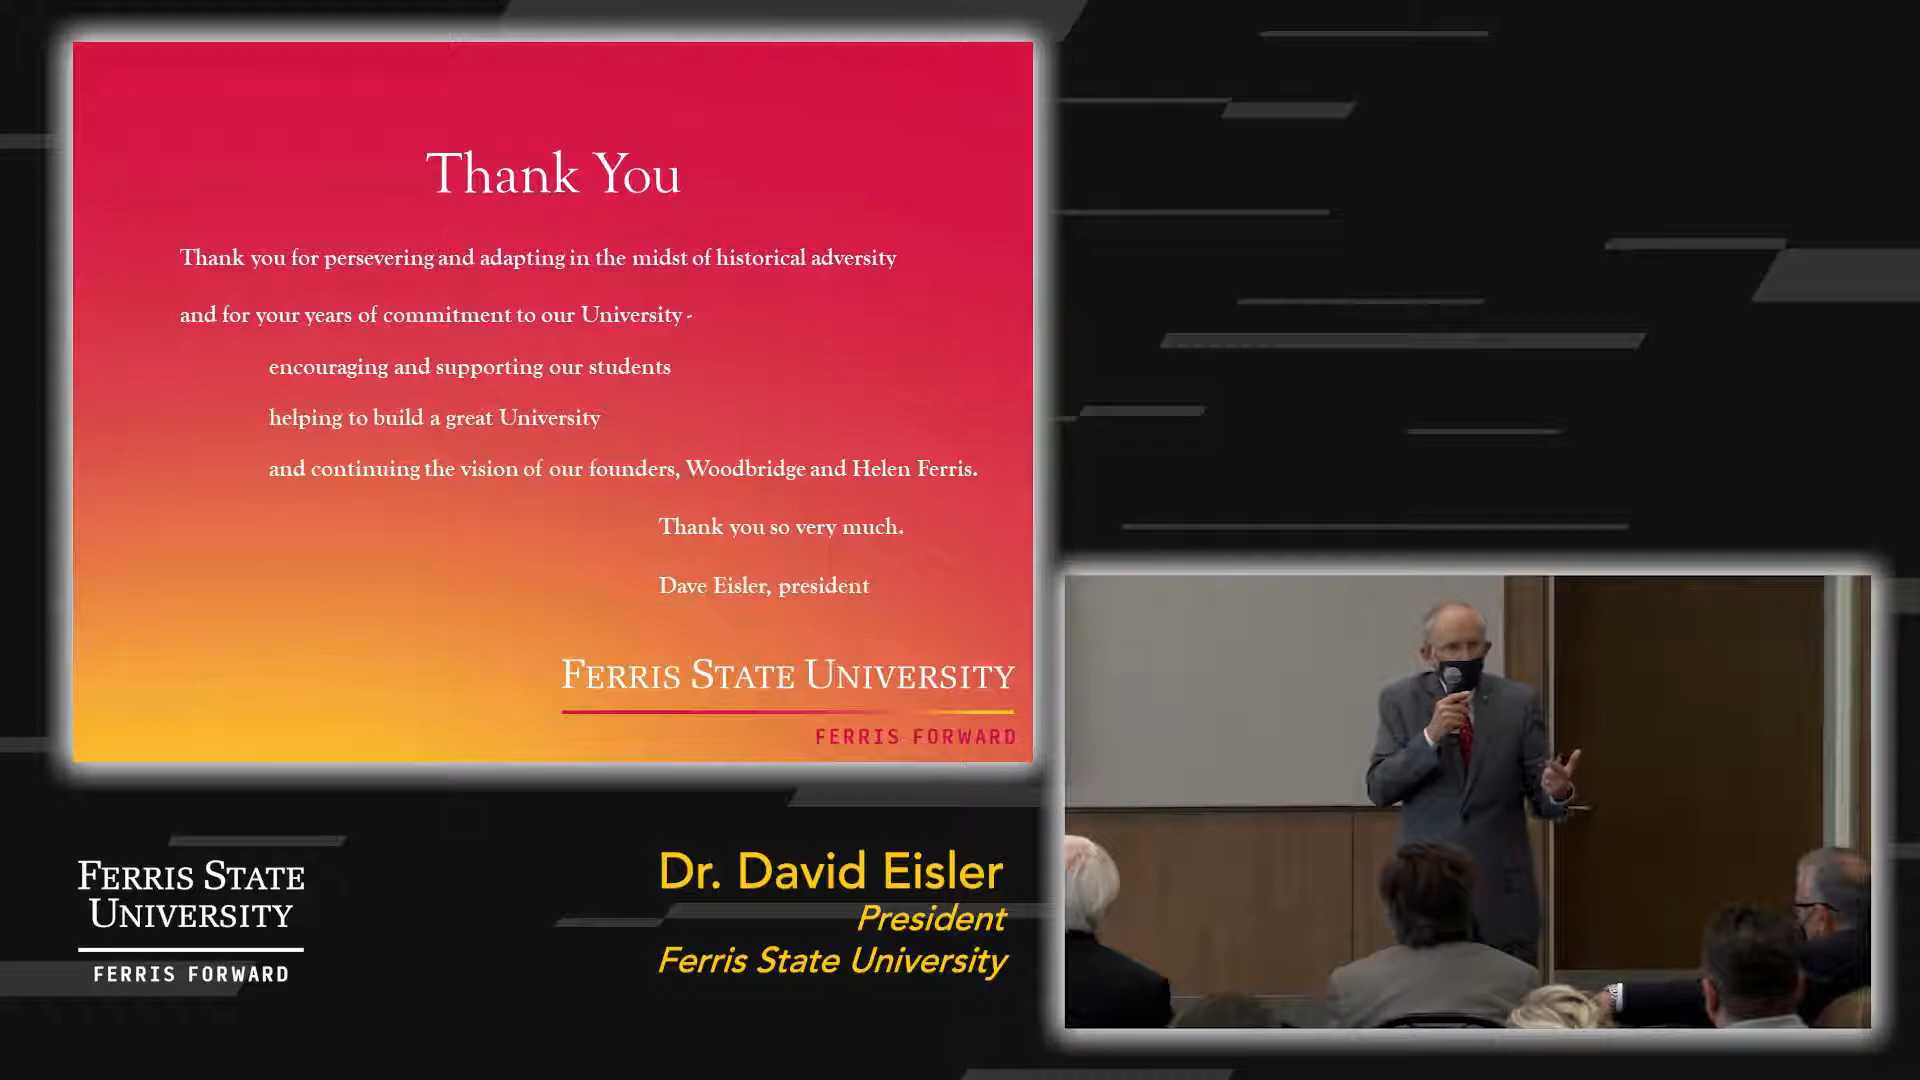 Thank You
Thank you for persevering and adapting in the midst of historical adversity
and for your years of commitment to our University -
encouraging and supporting our students
helping to build a great University
and continuing the vision of our founders, Woodbridge and Helen Ferris.
Thank you so very much.
Dave Eisler, president
FERRIS STATE UNIVERSITY
FERRIS FORWARD
FERRIS STATE
UNIVERSITY
FERRIS FORWARD
Dr. David Eisler
President
Ferris State University